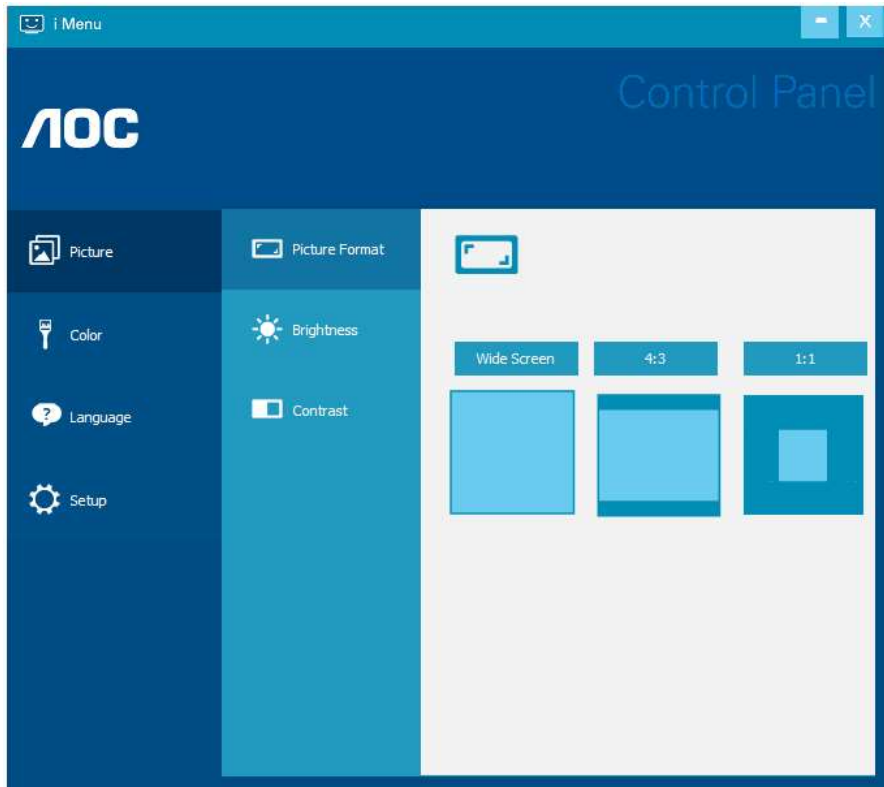 i Menu
X
Control Panel
AOC
Picture
Color
Language
Setup
Picture Format
Brightness
Contrast
Wide Screen
4:3
1:1